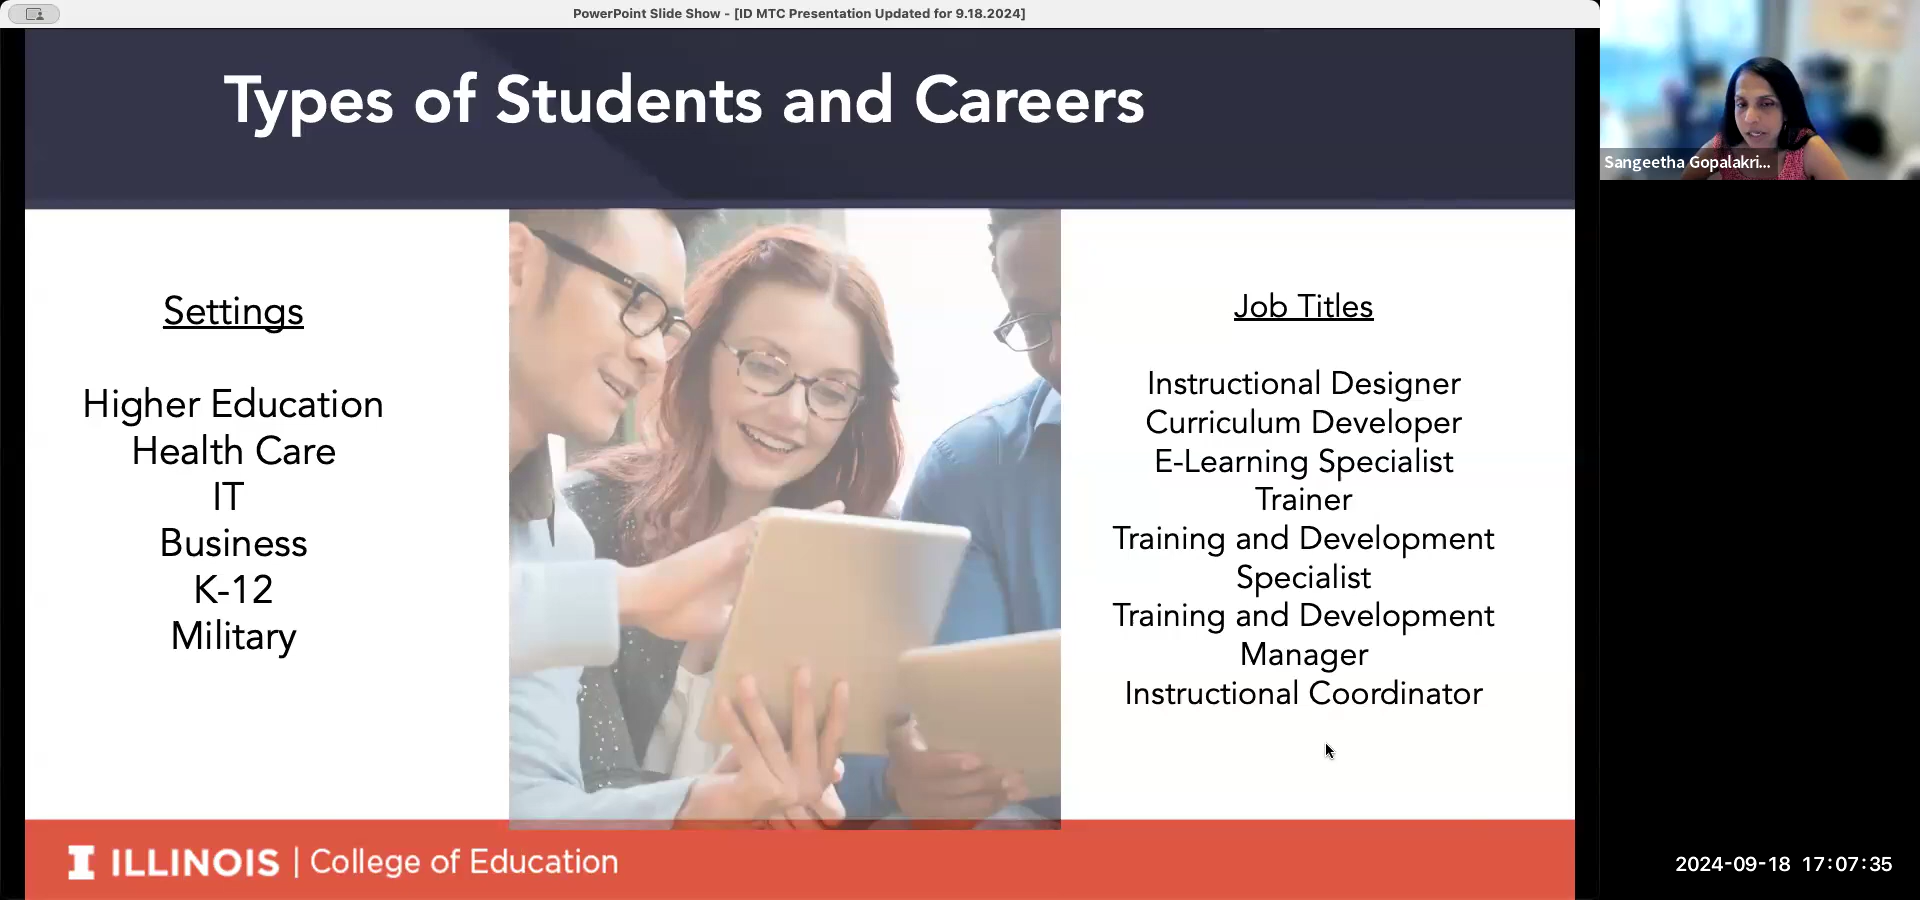 PowerPoint Slide Show - [ID MTC Presentation Updated for 9.18.2024]
Types of Students and Careers
Settings
Higher Education
Health Care
IT
Business
K-12
Military
Job Titles
Instructional Designer
Curriculum Developer
E-Learning Specialist
Trainer
Training and Development
Specialist
Training and Development
Manager
Instructional Coordinator
I ILLINOIS | College of Education
Sangeetha Gopalakri...
2024-09-18 17:07:35